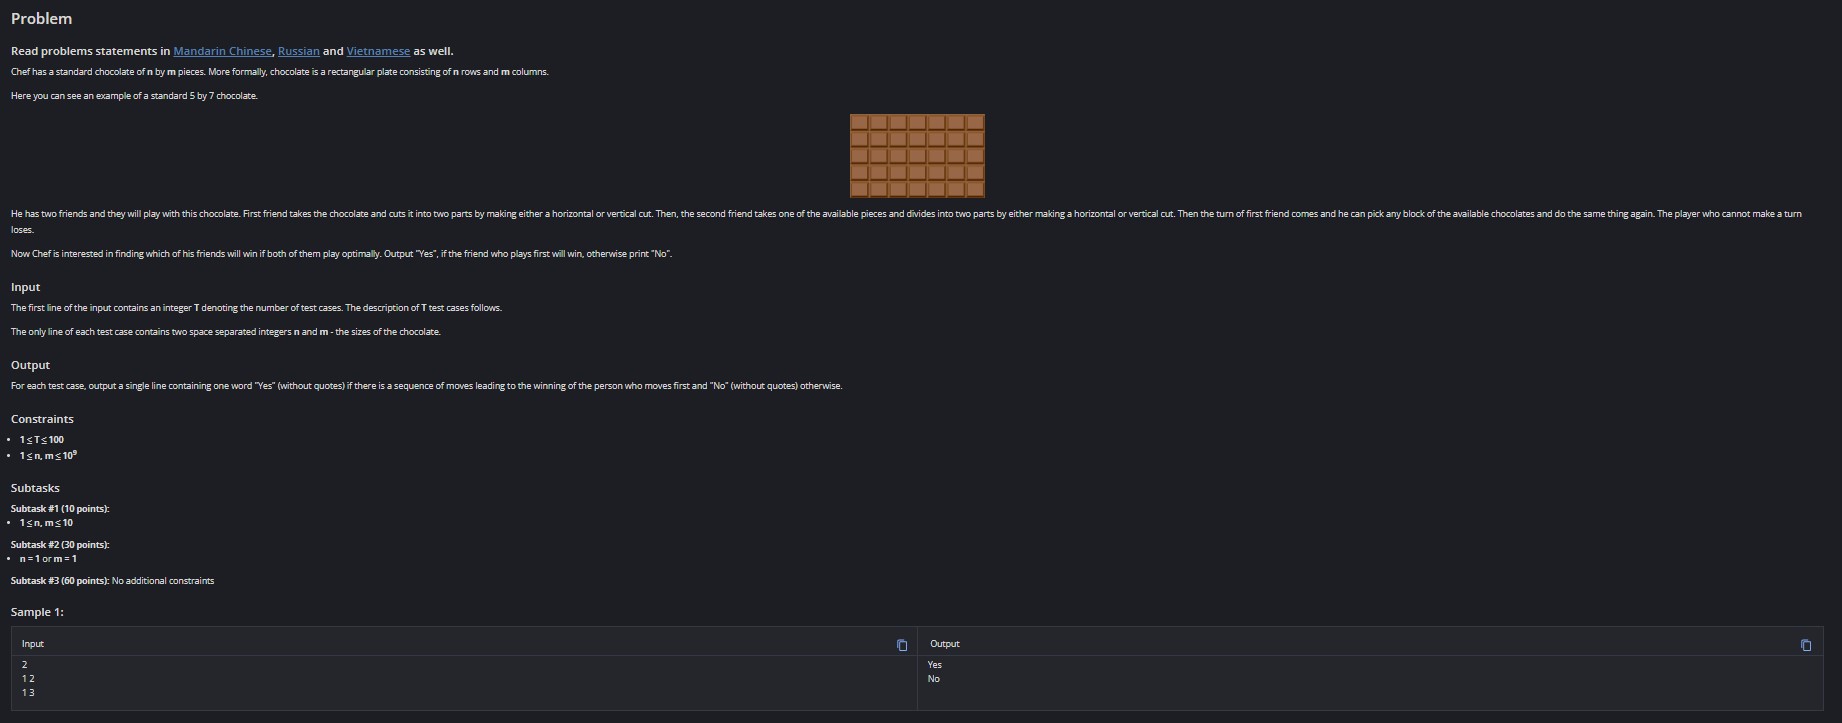 Problem
Read problems statements in Mandarin Chinese, Russian and Vietnamese as well.
Chef has a standard chocolate of n by m pieces. More formally, chocolate is a rectangular plate consisting of n rows and m columns.
Here you can see an example of a standard 5 by 7 chocolate.
He has two friends and they will play with this chocolate. First friend takes the chocolate and cuts it into two parts by making either a horizontal or vertical cut. Then, the second friend takes one of the available pieces and divides into two parts by either making a horizontal or vertical cut. Then the turn of first friend comes and he can pick any block of the available chocolates and do the same thing again. The player who cannot make a turn
loses.
Now Chef is interested in finding which of his friends will win if both of them play optimally. Output "Yes", if the friend who plays first will win, otherwise print "No".
Input
The first line of the input contains an integer T denoting the number of test cases. The description of T test cases follows.
The only line of each test case contains two space separated integers n and m - the sizes of the chocolate.
Output
For each test case, output a single line containing one word "Yes" (without quotes) if there is a sequence of moves leading to the winning of the person who moves first and "No" (without quotes) otherwise.
Constraints
• 1 ≤ T ≤ 100
• 1 ≤ n, m ≤ 10⁹
Subtasks
Subtask #1 (10 points):
• 1 ≤ n, m ≤ 10
Subtask #2 (30 points):
• n = 1 or m = 1
Subtask #3 (60 points): No additional constraints
Sample 1:
Input
2
1 2
1 3
Output
Yes
No